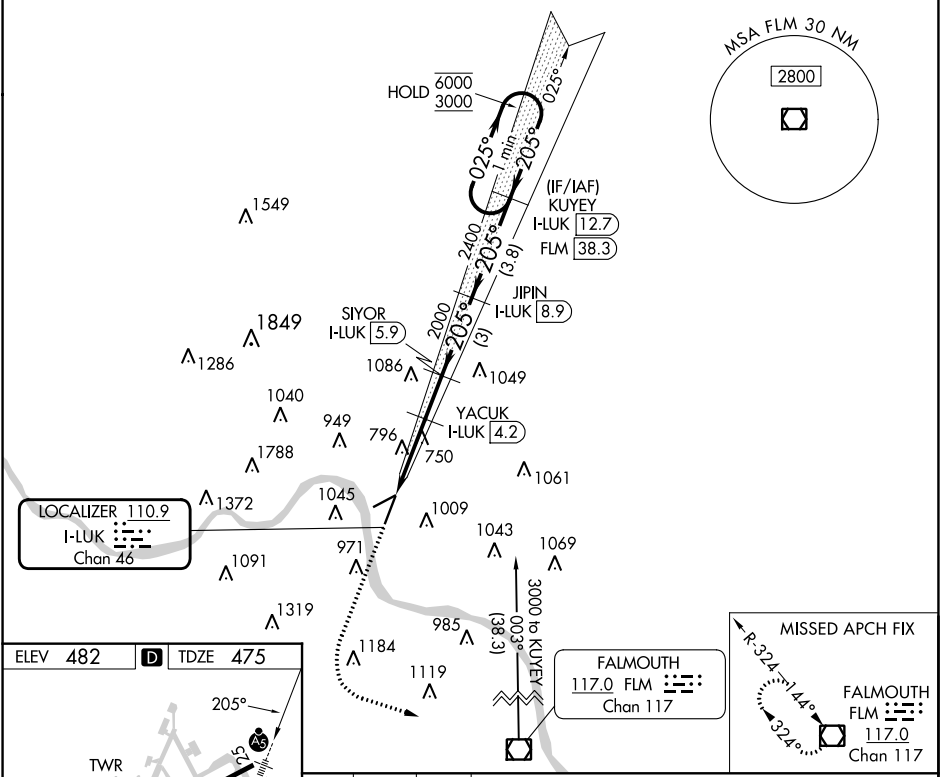 MSA FLM 30 NM
2800
HOLD 6000
3000
025°
025°
1 min
205°
(IF/IAF)
KUYEY
I-LUK 12.7
FLM 38.3
1549
2400
205°
(3.8)
JIPIN
I-LUK 8.9
SIYOR
I-LUK 5.9
2000
205°
(3)
1849
1286
1086
1049
1040
949
796
750
YACUK
I-LUK 4.2
1788
1061
1372
1045
1009
LOCALIZER 110.9
I-LUK
Chan 46
1043
1069
1091
971
1319
985
3000 to KUYEY
003°
(38.3)
1184
1119
FALMOUTH
117.0 FLM
Chan 117
MISSED APCH FIX
R-324
144°
324°
FALMOUTH
FLM
117.0
Chan 117
ELEV 482 D TDZE 475
205°
A5
25
TWR